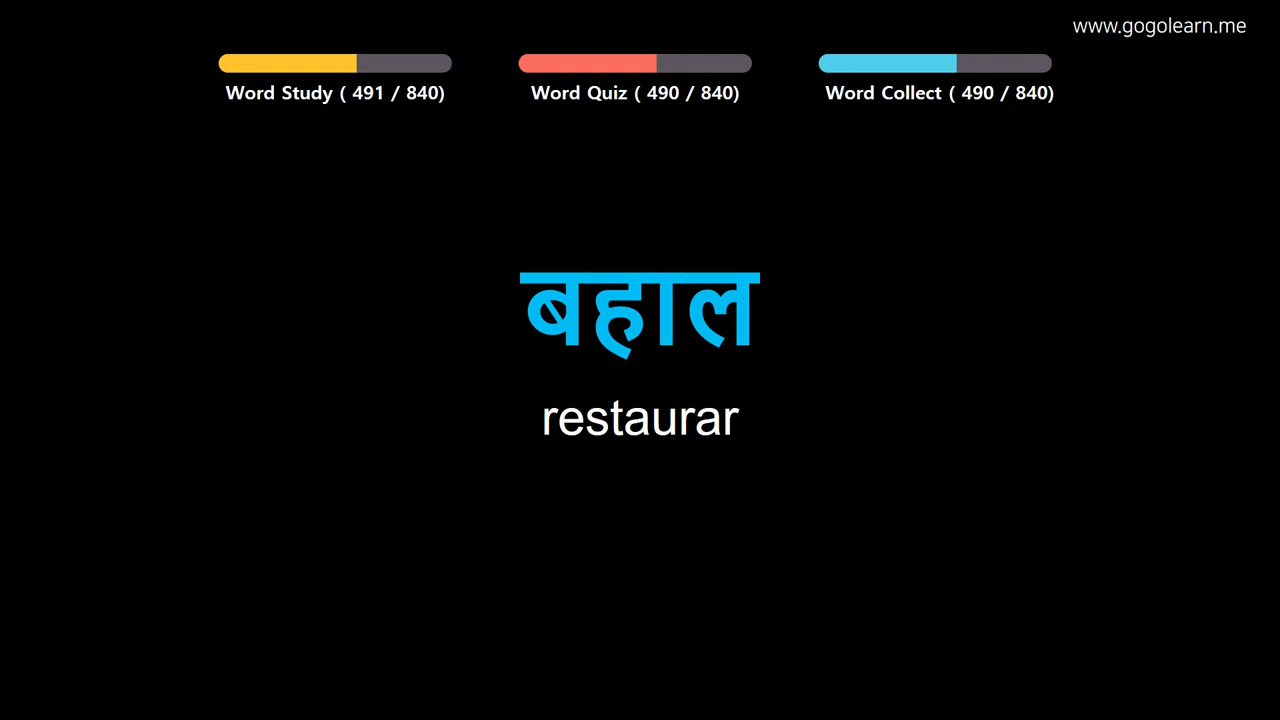 www.gogolearn.me
Word Study ( 491 / 840)
Word Quiz ( 490 / 840)
Word Collect ( 490 / 840)
बहाल
restaurar